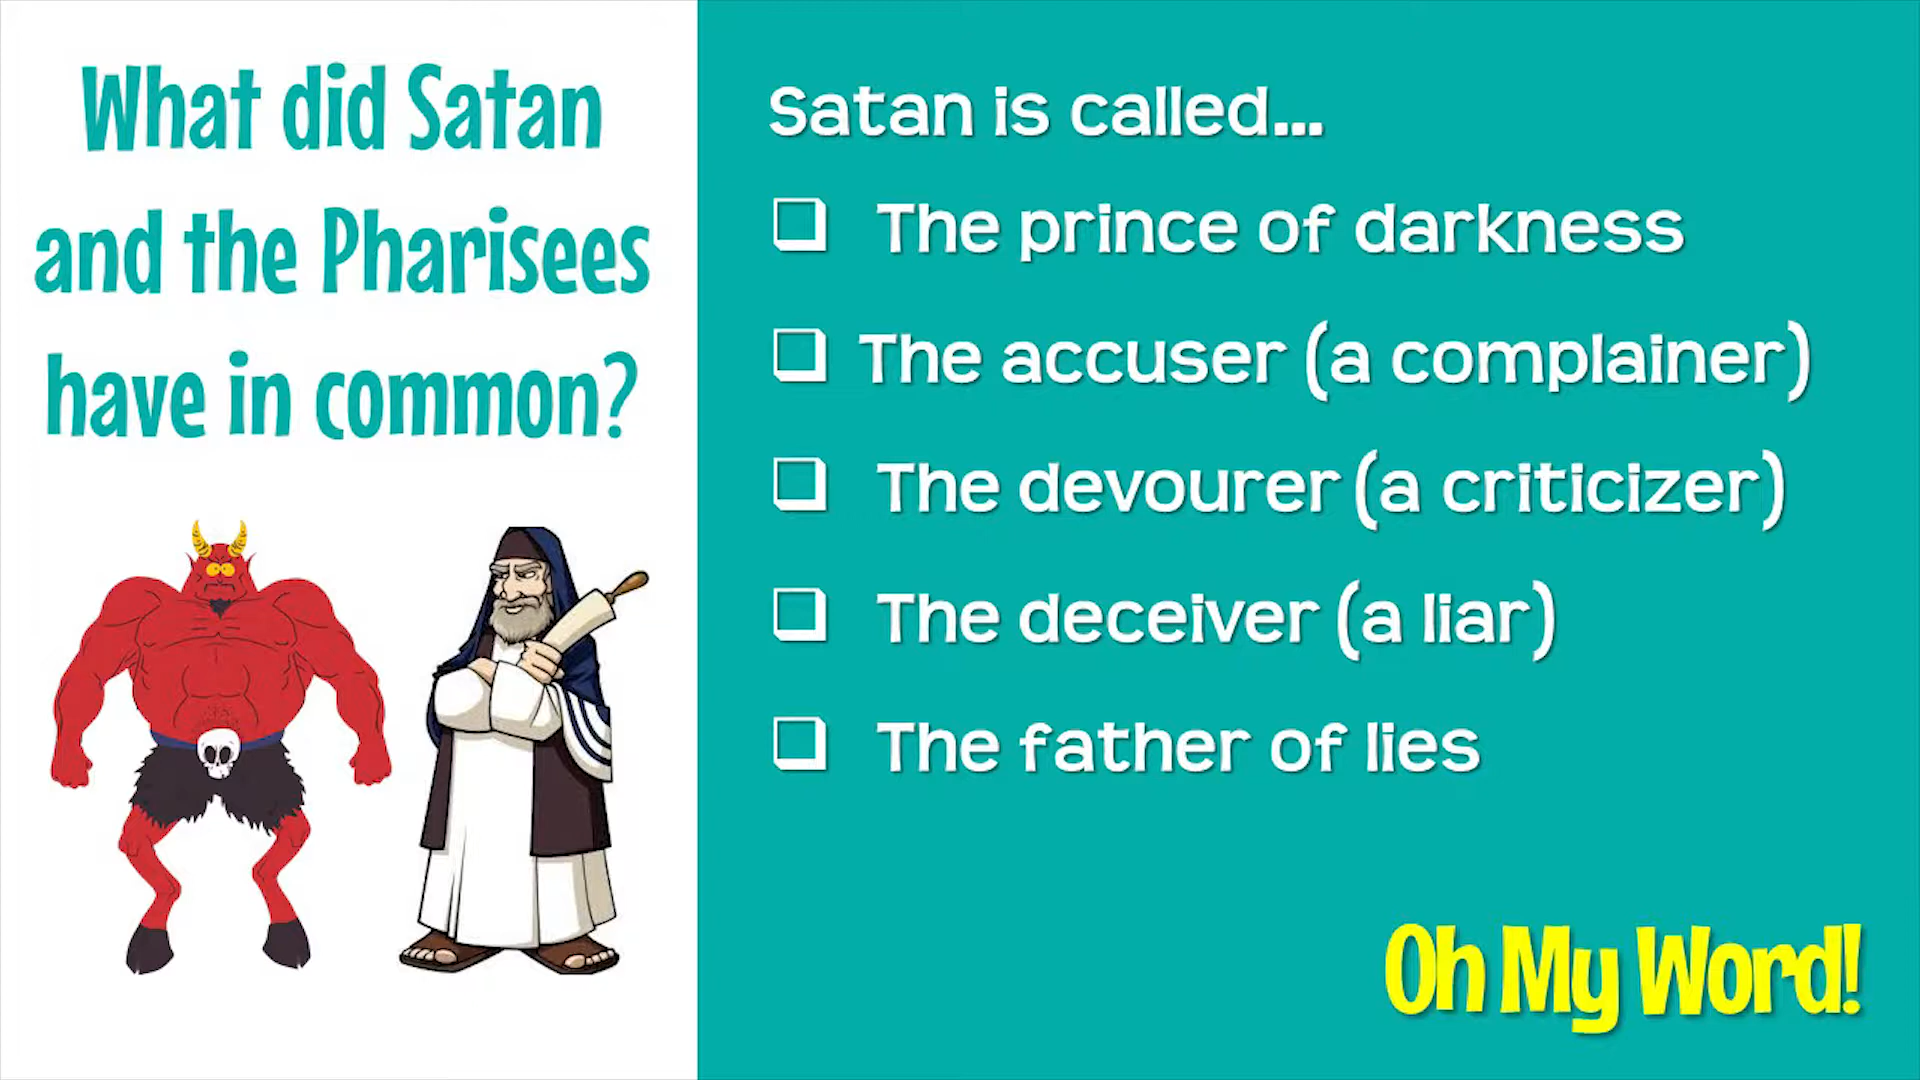 What did Satan
and the Pharisees
have in common?
Satan is called...
❑ The prince of darkness
❑ The accuser (a complainer)
❑ The devourer (a criticizer)
❑ The deceiver (a liar)
❑ The father of lies
Oh My Word!